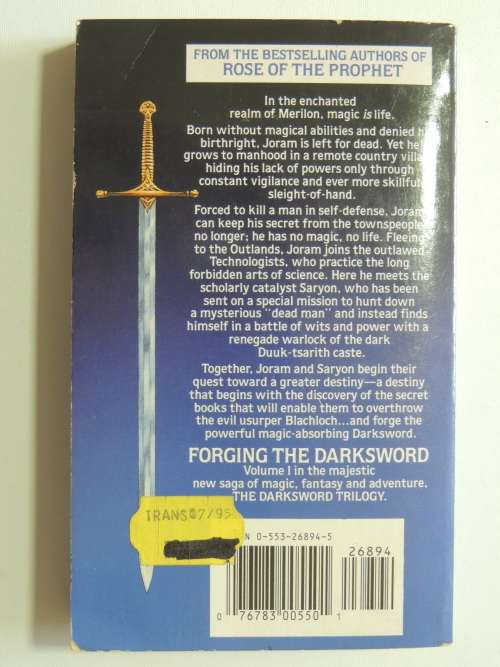 FROM THE BESTSELLING AUTHORS OF
ROSE OF THE PROPHET
In the enchanted
realm of Merilon, magic is life.
Born without magical abilities and denied h
birthright, Joram is left for dead. Yet he
grows to manhood in a remote country villa
hiding his lack of powers only through
constant vigilance and ever more skillful
sleight-of-hand.
Forced to kill a man in self-defense, Joram
can keep his secret from the townspeople
no longer; he has no magic, no life. Fleeing
to the Outlands, Joram joins the outlawed
Technologists, who practice the long
forbidden arts of science. Here he meets the
scholarly catalyst Saryon, who has been
sent on a special mission to hunt down
a mysterious "dead man" and instead finds
himself in a battle of wits and power with a
renegade warlock of the dark
Duuk-tsarith caste.
Together, Joram and Saryon begin their
quest toward a greater destiny—a destiny
that begins with the discovery of the secret
books that will enable them to overthrow
the evil usurper Blachloch...and forge the
powerful magic-absorbing Darksword.
FORGING THE DARKSWORD
Volume I in the majestic
new saga of magic, fantasy and adventure,
THE DARKSWORD TRILOGY.
TRANS 7/95
N 0-553-26894-5
26894
0 76783 00550 1